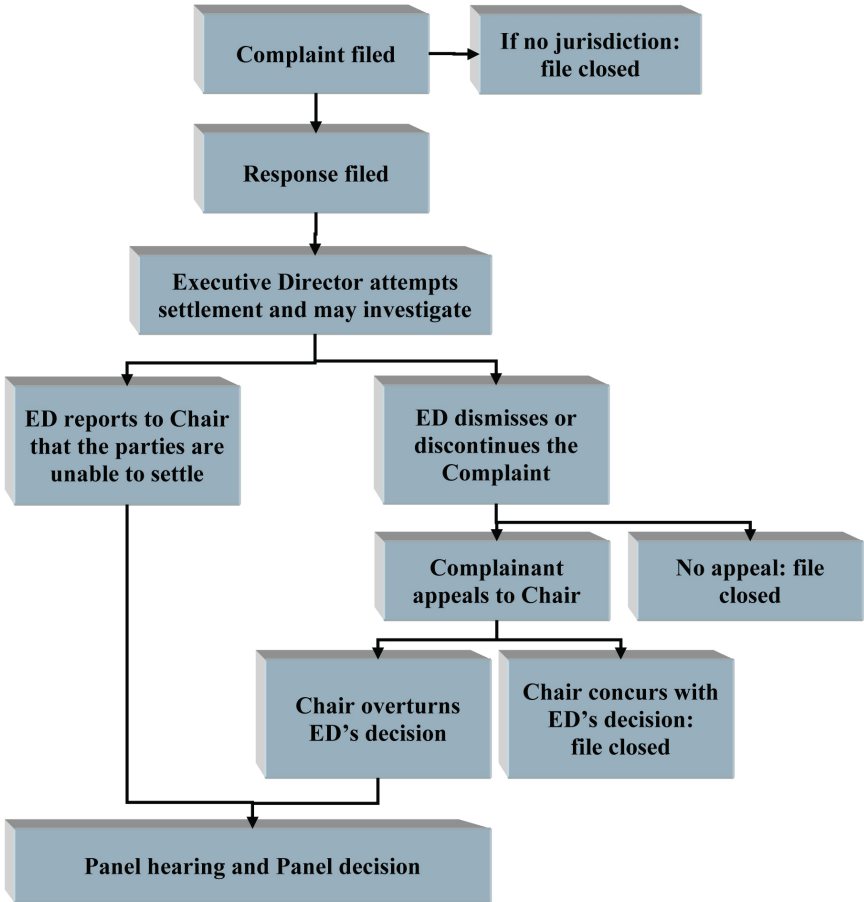 Complaint filed
If no jurisdiction:
file closed
Response filed
Executive Director attempts
settlement and may investigate
ED reports to Chair
that the parties are
unable to settle
ED dismisses or
discontinues the
Complaint
Complainant
appeals to Chair
No appeal: file
closed
Chair overturns
ED’s decision
Chair concurs with
ED’s decision:
file closed
Panel hearing and Panel decision